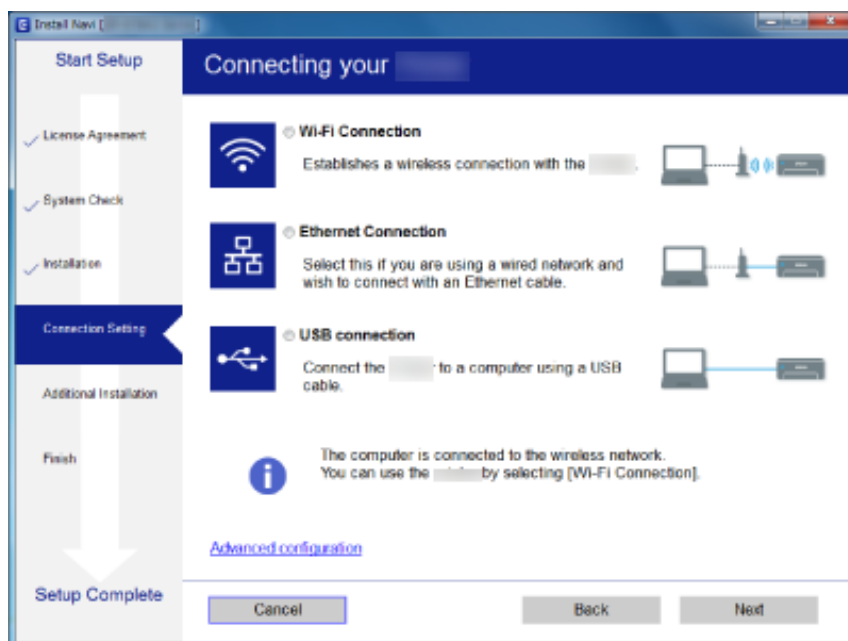 Install Navi [ ]
Start Setup
License Agreement
System Check
Installation
Connection Setting
Additional Installation
Finish
Setup Complete
Connecting your
Wi-Fi Connection
Establishes a wireless connection with the .
Ethernet Connection
Select this if you are using a wired network and
wish to connect with an Ethernet cable.
USB connection
Connect the to a computer using a USB
cable.
The computer is connected to the wireless network.
You can use the by selecting [Wi-Fi Connection].
Advanced configuration
Cancel Back Next